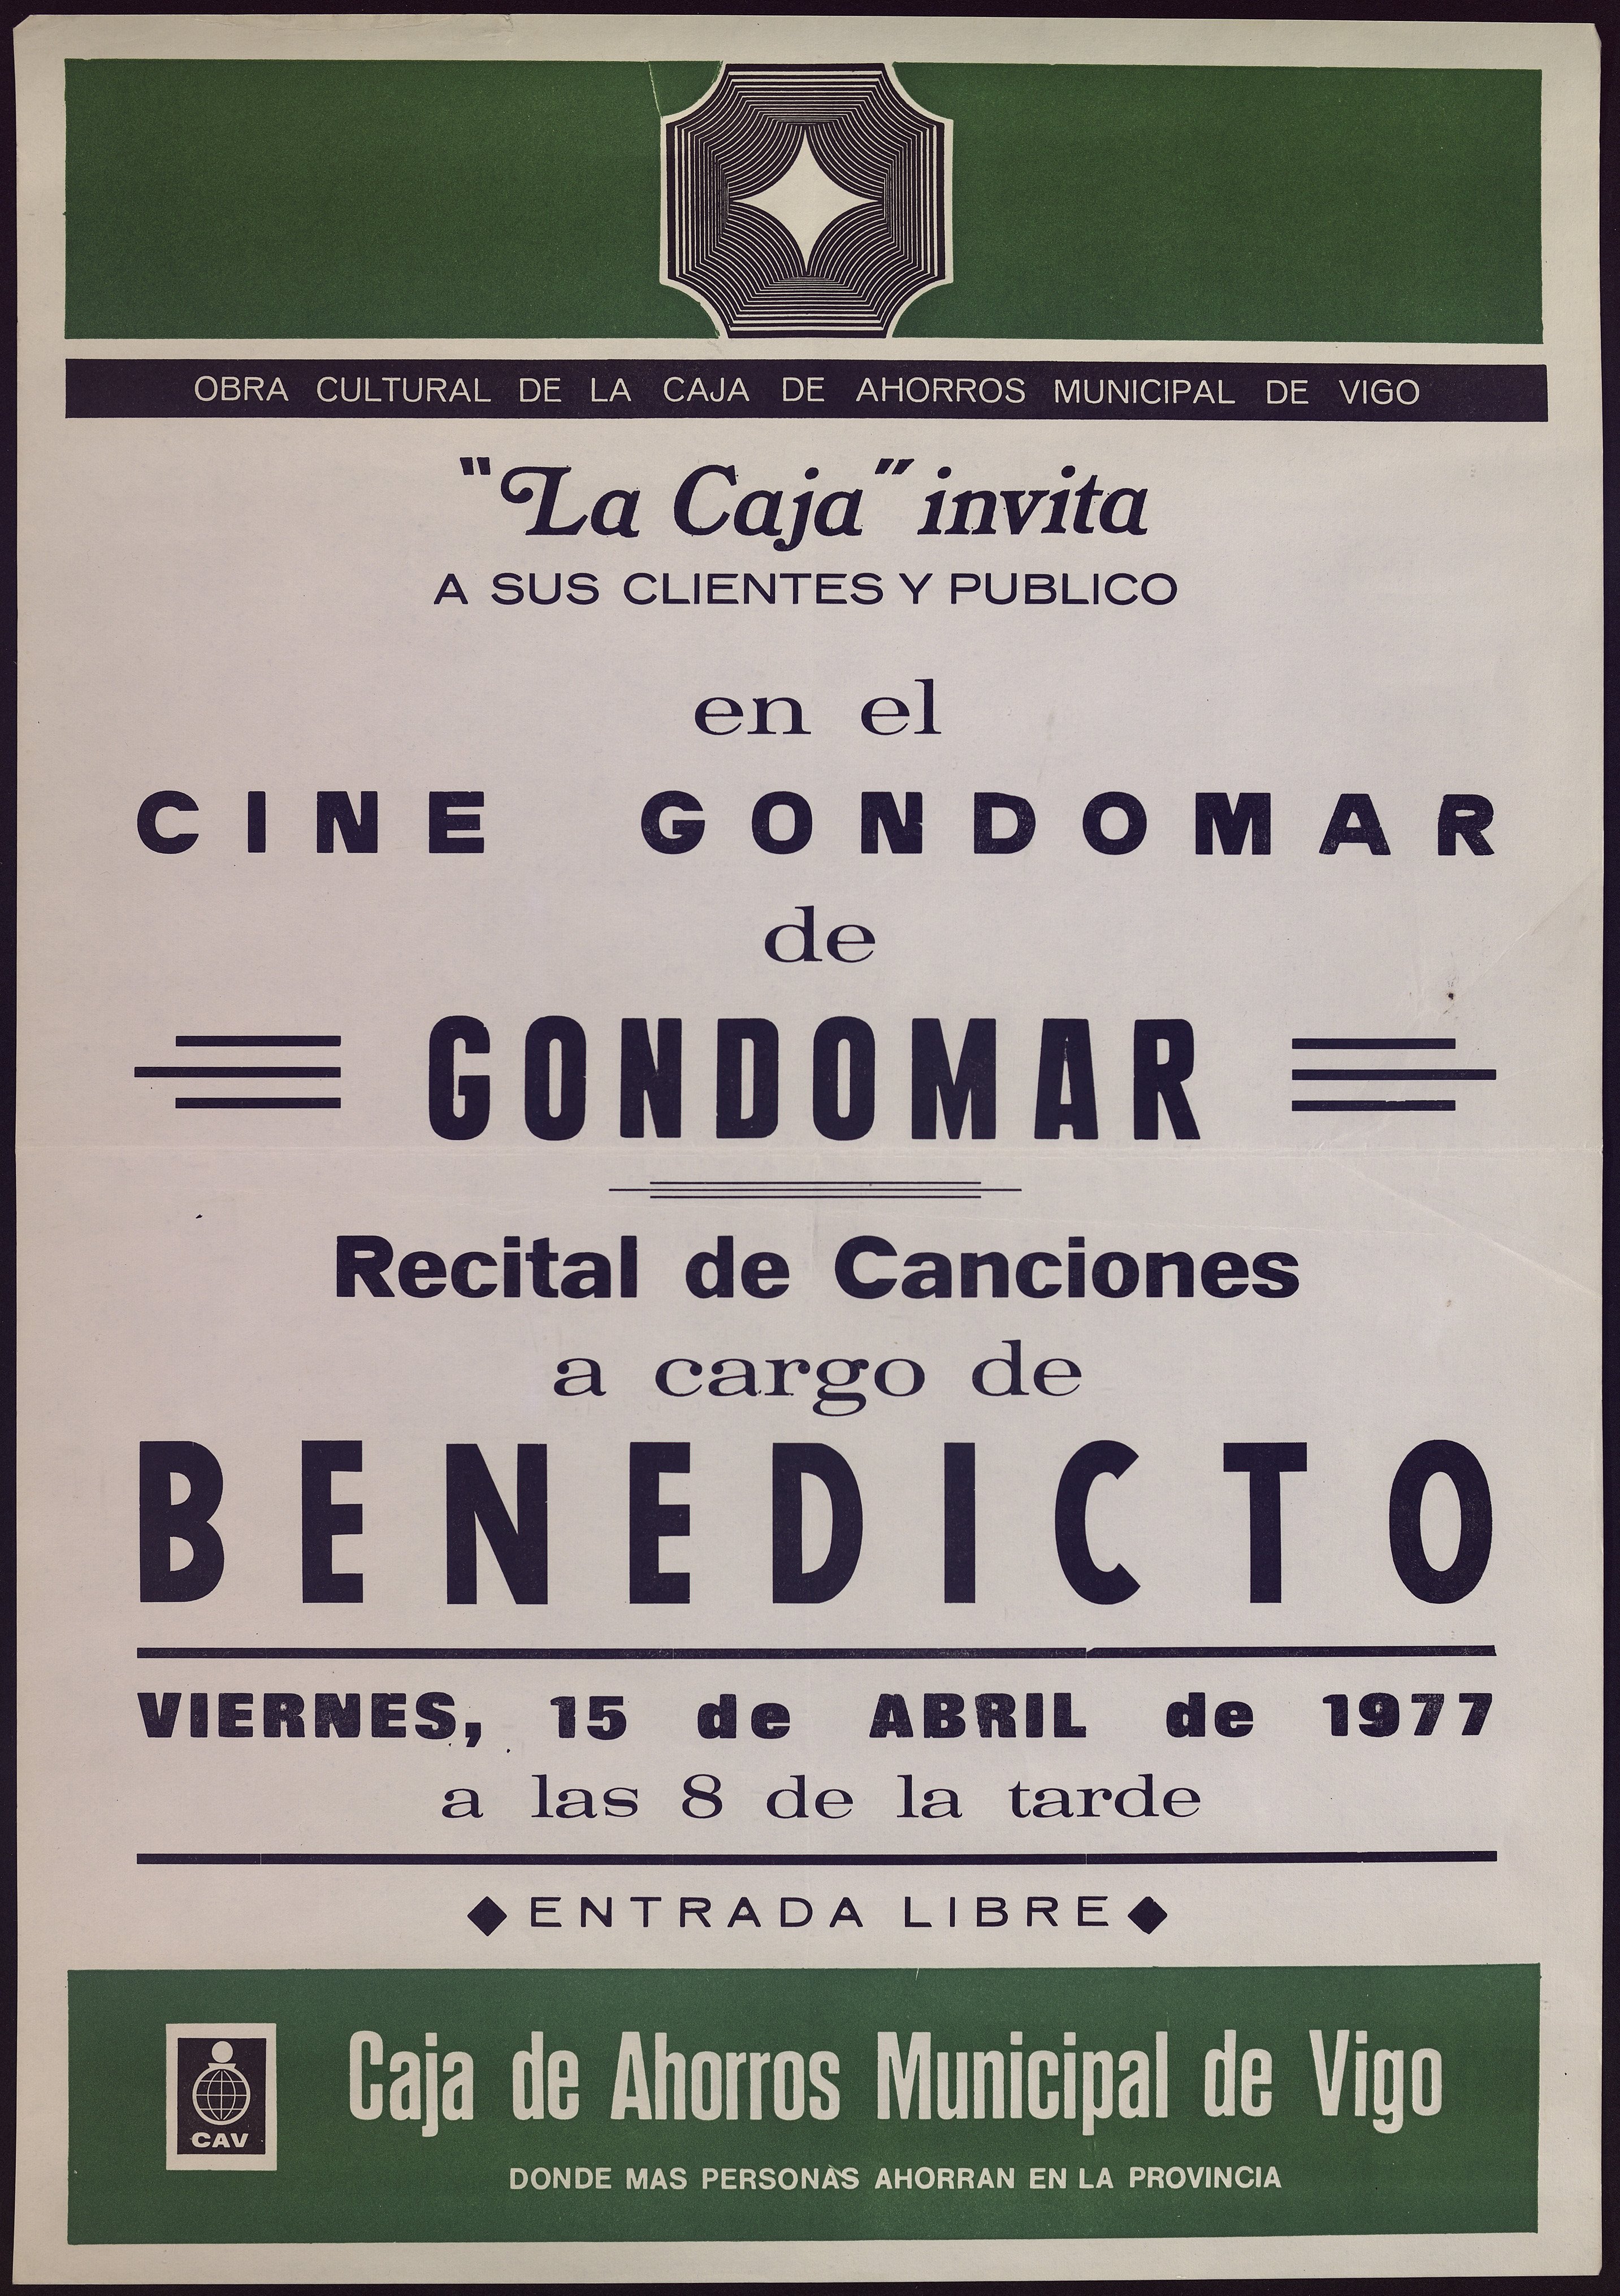 OBRA CULTURAL DE LA CAJA DE AHORROS MUNICIPAL DE VIGO
"La Caja" invita
A SUS CLIENTES Y PUBLICO
en el
CINE GONDOMAR
de
GONDOMAR
Recital de Canciones
a cargo de
BENEDICTO
VIERNES, 15 de ABRIL de 1977
a las 8 de la tarde
ENTRADA LIBRE
CAV
Caja de Ahorros Municipal de Vigo
DONDE MAS PERSONAS AHORRAN EN LA PROVINCIA